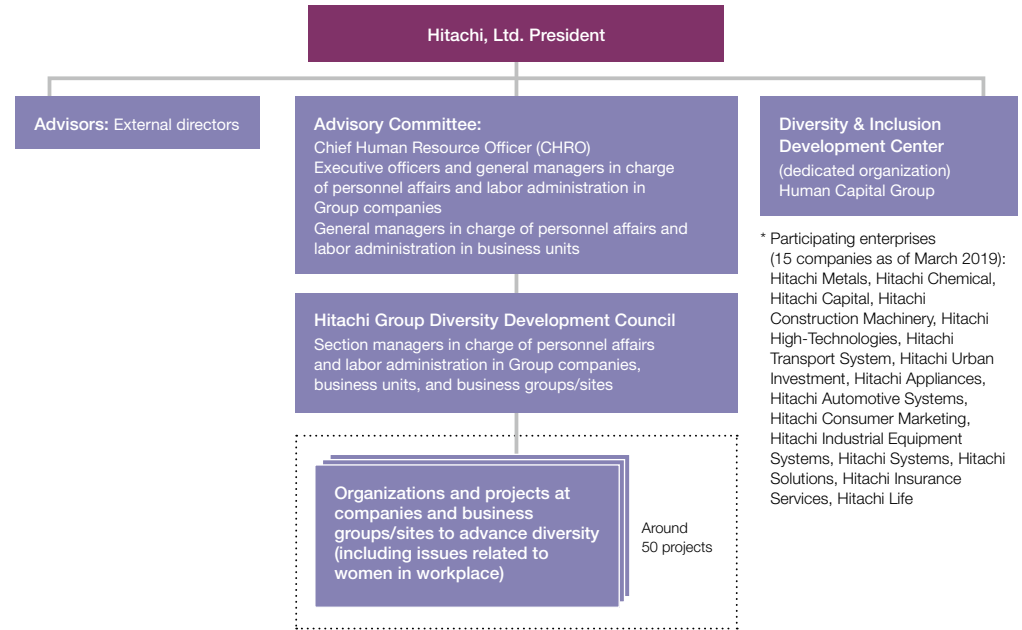 Hitachi, Ltd. President
Advisors: External directors
Advisory Committee:
Chief Human Resource Officer (CHRO)
Executive officers and general managers in charge
of personnel affairs and labor administration in
Group companies
General managers in charge of personnel affairs and
labor administration in business units
Diversity & Inclusion
Development Center
(dedicated organization)
Human Capital Group
* Participating enterprises
(15 companies as of March 2019):
Hitachi Metals, Hitachi Chemical,
Hitachi Capital, Hitachi
Construction Machinery, Hitachi
High-Technologies, Hitachi
Transport System, Hitachi Urban
Investment, Hitachi Appliances,
Hitachi Automotive Systems,
Hitachi Consumer Marketing,
Hitachi Industrial Equipment
Systems, Hitachi Systems, Hitachi
Solutions, Hitachi Insurance
Services, Hitachi Life
Hitachi Group Diversity Development Council
Section managers in charge of personnel affairs
and labor administration in Group companies,
business units, and business groups/sites
Organizations and projects at
companies and business
groups/sites to advance diversity
(including issues related to
women in workplace)
Around
50 projects